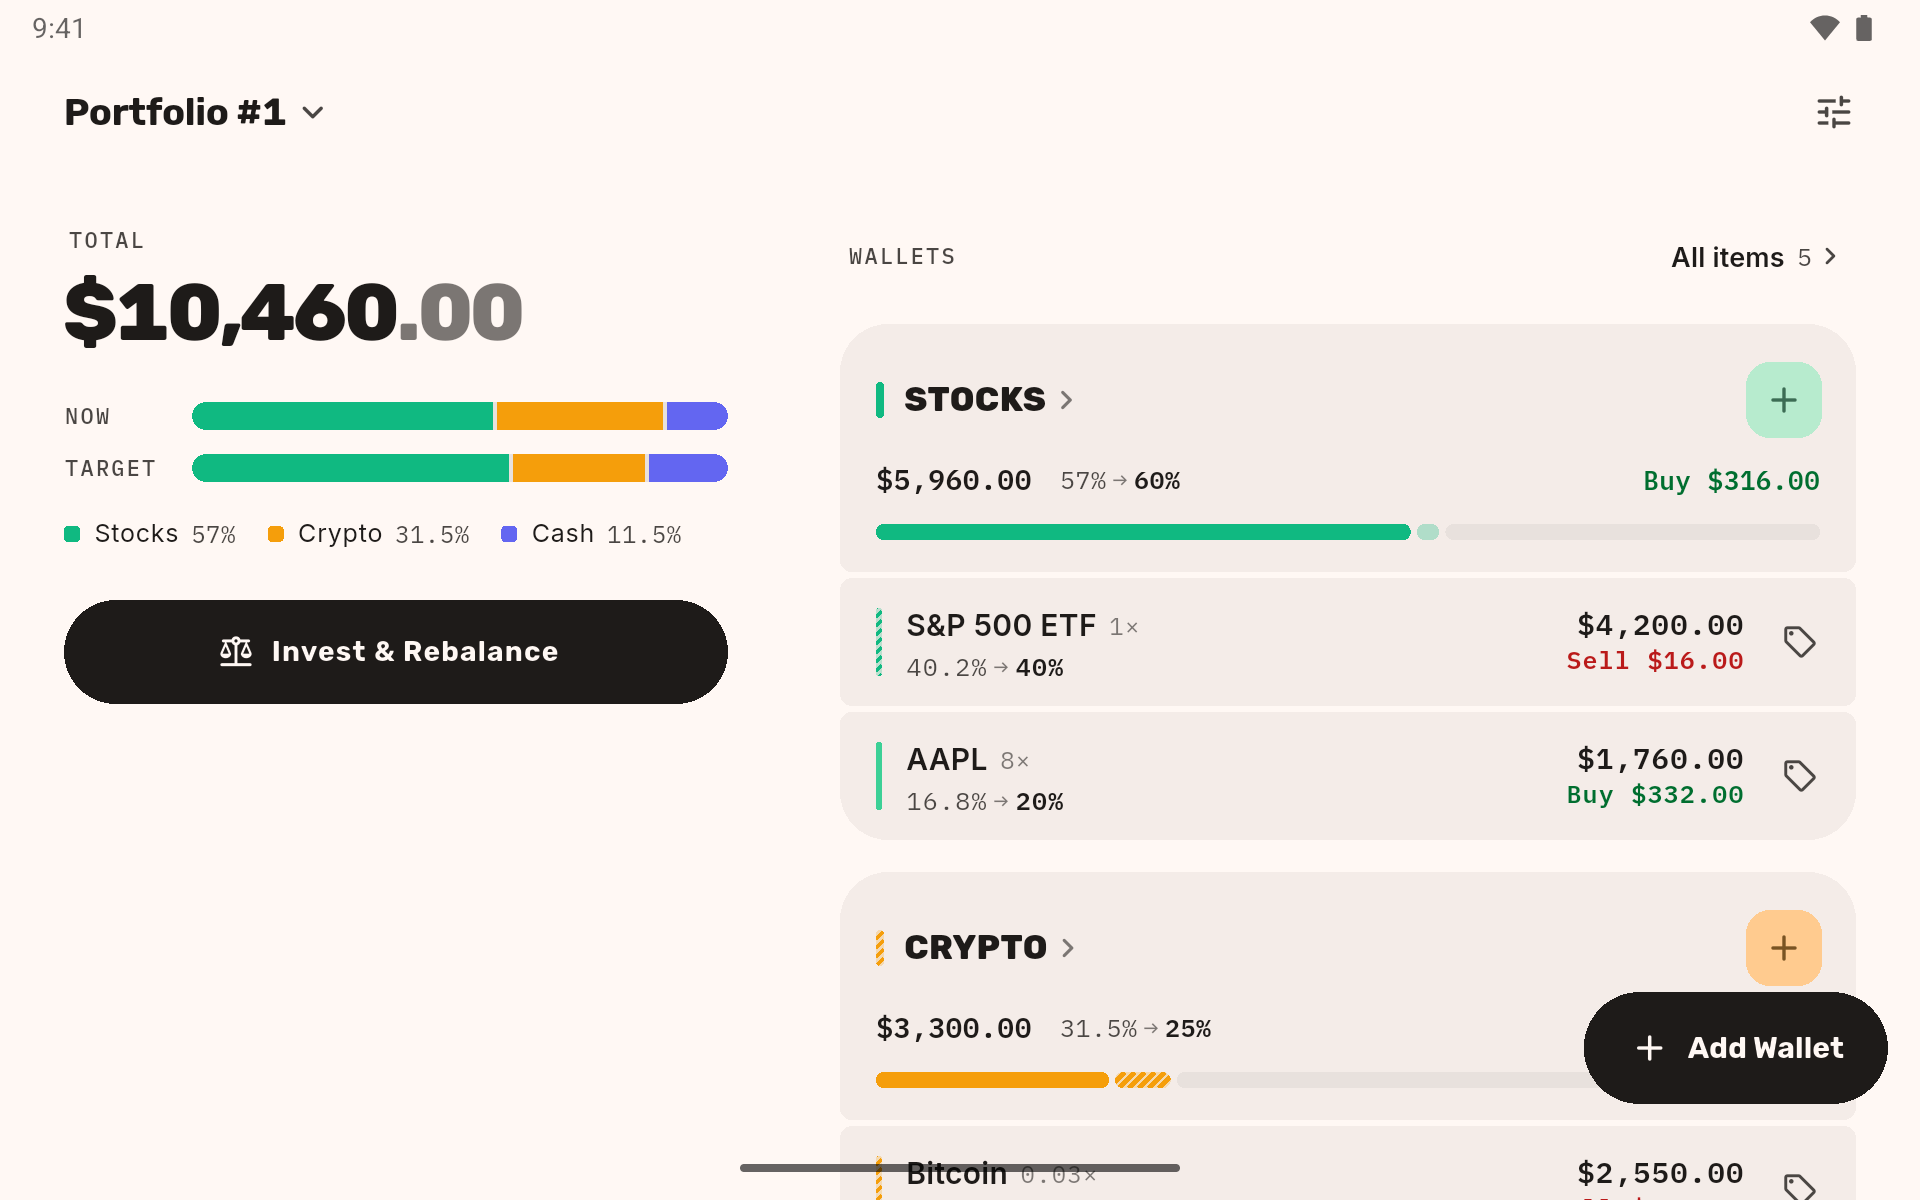 9:41
Portfolio #1
TOTAL
$10,460.00
NOW
TARGET
Stocks 57% Crypto 31.5% Cash 11.5%
Invest & Rebalance
WALLETS
All items 5
STOCKS
$5,960.00 57% → 60% Buy $316.00
S&P 500 ETF 1× $4,200.00
40.2% → 40% Sell $16.00
AAPL 8× $1,760.00
16.8% → 20% Buy $332.00
CRYPTO
$3,300.00 31.5% → 25%
Add Wallet
Bitcoin 0.03× $2,550.00